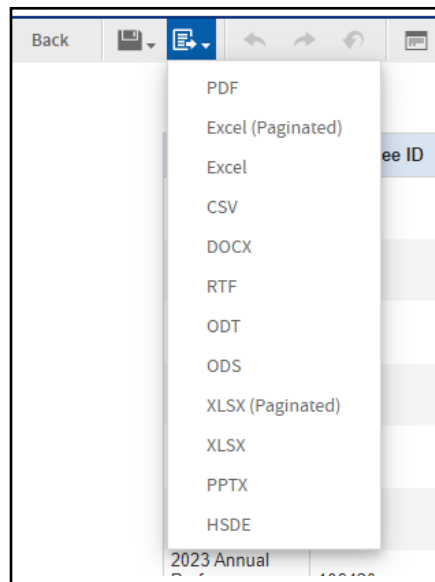 Back
PDF
Excel (Paginated)
ee ID
Excel
CSV
DOCX
RTF
ODT
ODS
XLSX (Paginated)
XLSX
PPTX
HSDE
2023 Annual